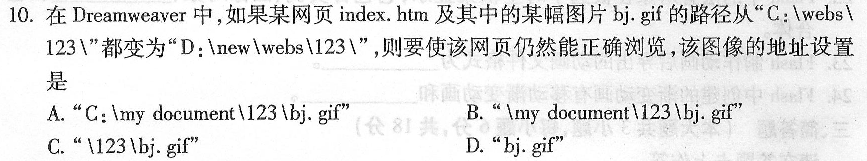 10. 在 Dreamweaver 中,如果某网页 index. htm 及其中的某幅图片 bj. gif 的路径从“C:\webs\
123\”都变为“D:\new\webs\123\”,则要使该网页仍然能正确浏览,该图像的地址设置
是
A. “C:\my document\123\bj. gif” B. “\my document\123\bj. gif”
C. “\123\bj. gif” D. “bj. gif”